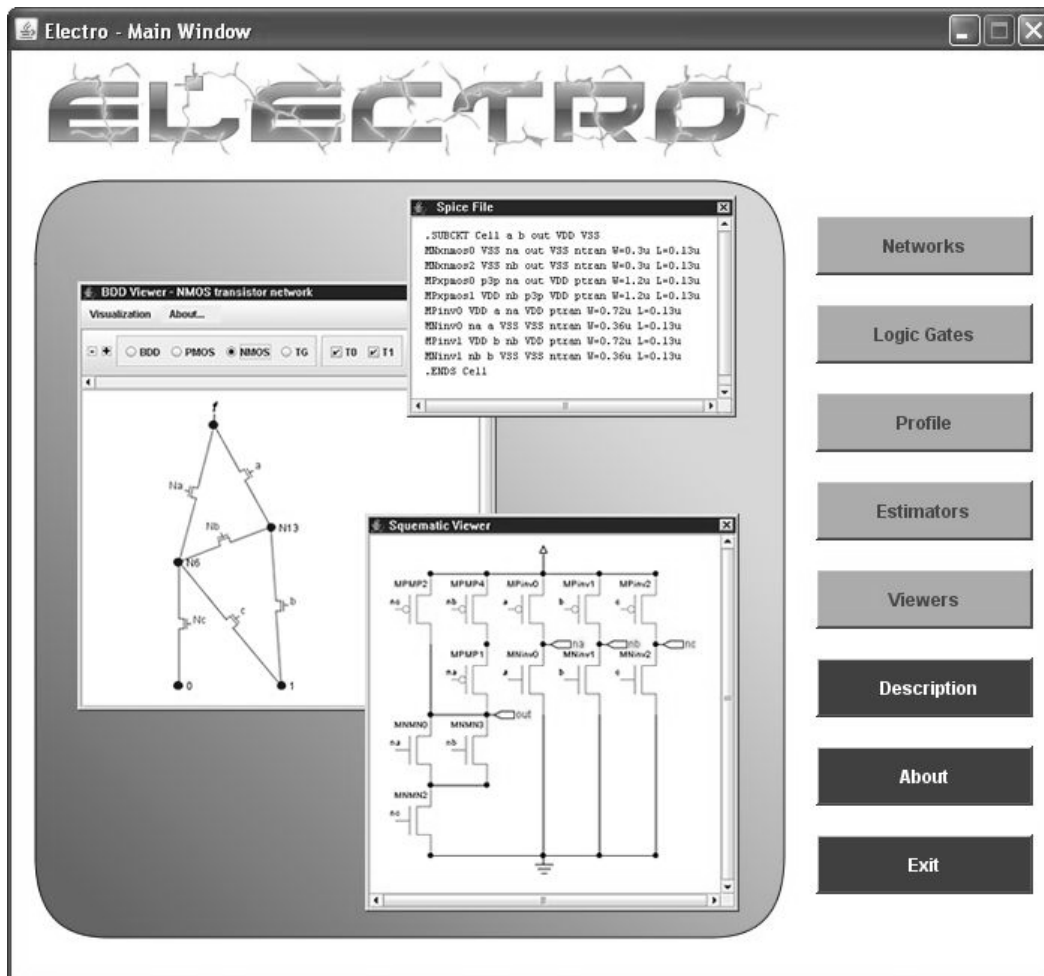 Electro - Main Window
ELECTRO
Spice File
.SUBCKT Cell a b out VDD VSS
MNxnmos0 VSS na out VSS ntran W=0.3u L=0.13u
MNxnmos2 VSS nb out VSS ntran W=0.3u L=0.13u
MPxpmos0 p3p na out VDD ptran W=1.2u L=0.13u
MPxpmos1 VDD nb p3p VDD ptran W=1.2u L=0.13u
MPinv0 VDD a na VDD ptran W=0.72u L=0.13u
MNinv0 na a VSS VSS ntran W=0.36u L=0.13u
MPinv1 VDD b nb VDD ptran W=0.72u L=0.13u
MNinv1 nb b VSS VSS ntran W=0.36u L=0.13u
.ENDS Cell
BDD Viewer - NMOS transistor network
Visualization About...
BDD PMOS NMOS TG T0 T1
f
a
Na
Nb
N13
N6
Nc c b
0 1
Squematic Viewer
MPMP2 MPMP4 MPinv0 MPinv1 MPinv2
nc nb a b c
na nb nc
MPMP1 MNinv0 MNinv1 MNinv2
na a b c
out
MNMN0 MNMN3
na nb
MNMN2
nc
Networks
Logic Gates
Profile
Estimators
Viewers
Description
About
Exit